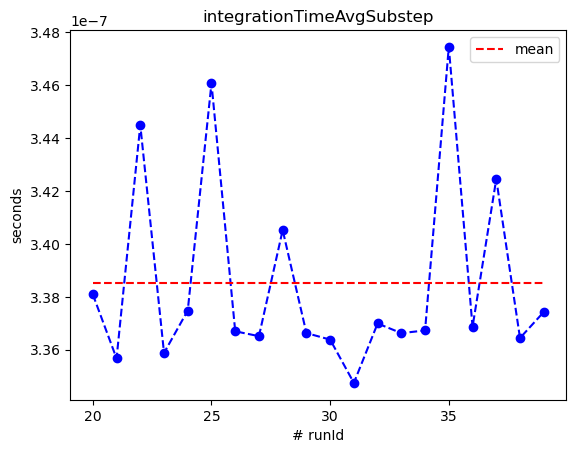 integrationTimeAvgSubstep
1e−7
3.48
3.46
3.44
3.42
3.40
3.38
3.36
seconds
mean
20
25
30
35
# runId